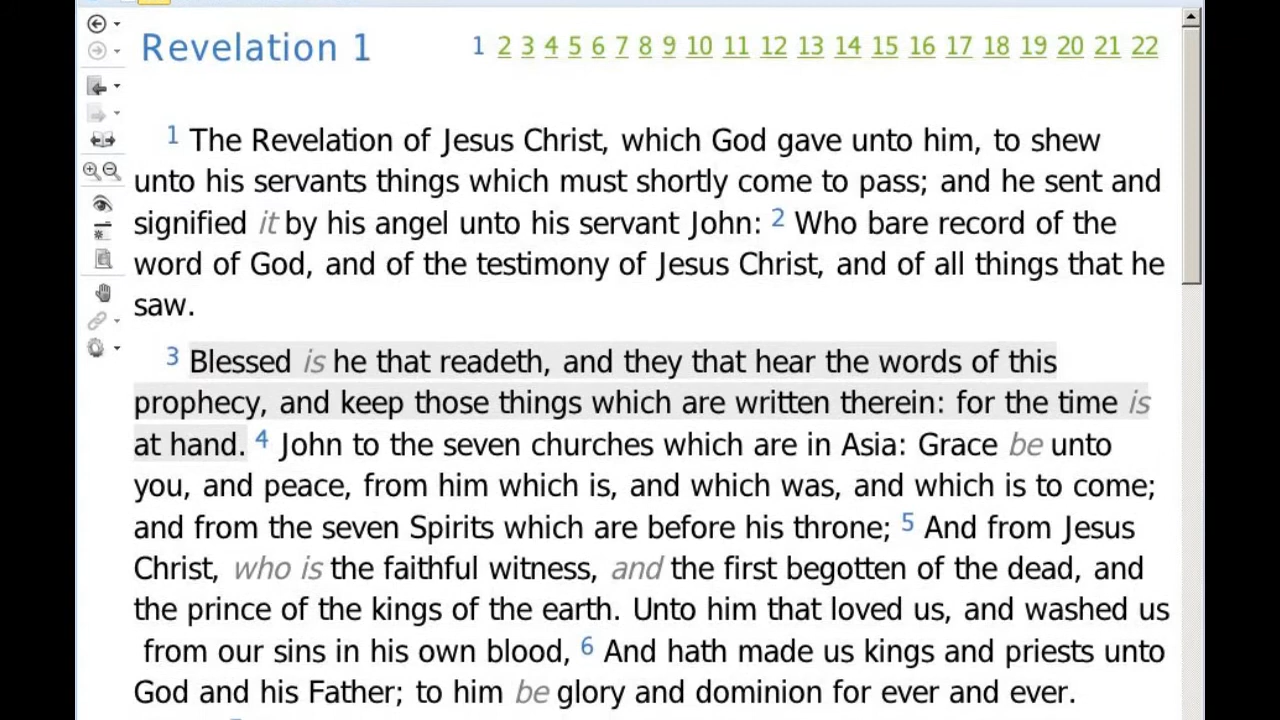 Revelation 1 1 2 3 4 5 6 7 8 9 10 11 12 13 14 15 16 17 18 19 20 21 22
1 The Revelation of Jesus Christ, which God gave unto him, to shew
unto his servants things which must shortly come to pass; and he sent and
signified it by his angel unto his servant John: 2 Who bare record of the
word of God, and of the testimony of Jesus Christ, and of all things that he
saw.
3 Blessed is he that readeth, and they that hear the words of this
prophecy, and keep those things which are written therein: for the time is
at hand. 4 John to the seven churches which are in Asia: Grace be unto
you, and peace, from him which is, and which was, and which is to come;
and from the seven Spirits which are before his throne; 5 And from Jesus
Christ, who is the faithful witness, and the first begotten of the dead, and
the prince of the kings of the earth. Unto him that loved us, and washed us
from our sins in his own blood, 6 And hath made us kings and priests unto
God and his Father; to him be glory and dominion for ever and ever.